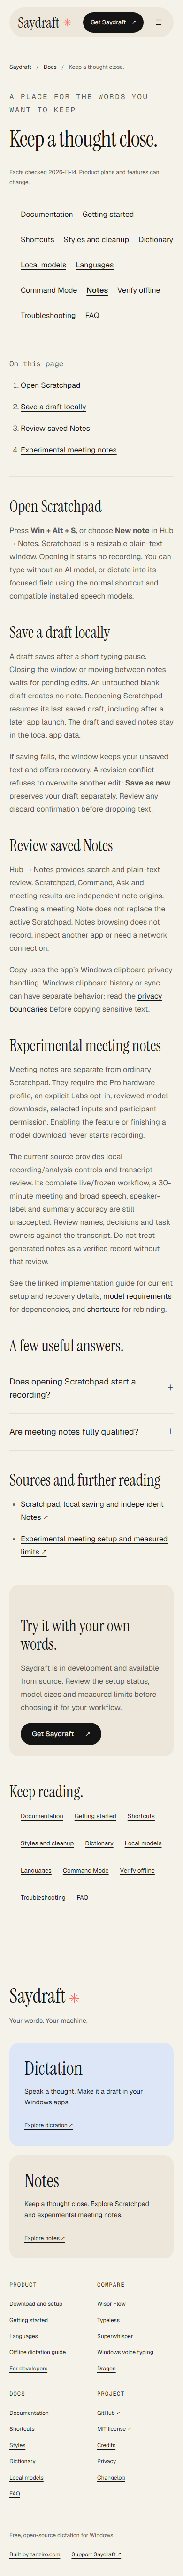 Saydraft
Get Saydraft ↗
Saydraft / Docs / Keep a thought close.
A PLACE FOR THE WORDS YOU
WANT TO KEEP
Keep a thought close.
Facts checked 2026-11-14. Product plans and features can
change.
Documentation Getting started
Shortcuts Styles and cleanup Dictionary
Local models Languages
Command Mode Notes Verify offline
Troubleshooting FAQ
On this page
1. Open Scratchpad
2. Save a draft locally
3. Review saved Notes
4. Experimental meeting notes
Open Scratchpad
Press Win + Alt + S, or choose New note in Hub
→ Notes. Scratchpad is a resizable plain-text
window. Opening it starts no recording. You can
type without an AI model, or dictate into its
focused field using the normal shortcut and
compatible installed speech models.
Save a draft locally
A draft saves after a short typing pause.
Closing the window or moving between notes
waits for pending edits. An untouched blank
draft creates no note. Reopening Scratchpad
resumes its last saved draft, including after a
later app launch. The draft and saved notes stay
in the local app data.
If saving fails, the window keeps your unsaved
text and offers recovery. A revision conflict
refuses to overwrite another edit; Save as new
preserves your draft separately. Review any
discard confirmation before dropping text.
Review saved Notes
Hub → Notes provides search and plain-text
review. Scratchpad, Command, Ask and
meeting results are independent note origins.
Creating a meeting Note does not replace the
active Scratchpad. Notes browsing does not
record, inspect another app or need a network
connection.
Copy uses the app's Windows clipboard privacy
handling. Windows clipboard history or sync
can have separate behavior; read the privacy
boundaries before copying sensitive text.
Experimental meeting notes
Meeting notes are separate from ordinary
Scratchpad. They require the Pro hardware
profile, an explicit Labs opt-in, reviewed model
downloads, selected inputs and participant
permission. Enabling the feature or finishing a
model download never starts recording.
The current source provides local
recording/analysis controls and transcript
review. Its complete live/frozen workflow, a 30-
minute meeting and broad speech, speaker-
label and summary accuracy are still
unaccepted. Review names, decisions and task
owners against the transcript. Do not treat
generated notes as a verified record without
that review.
See the linked implementation guide for current
setup and recovery details, model requirements
for dependencies, and shortcuts for rebinding.
A few useful answers.
Does opening Scratchpad start a
recording?
+
Are meeting notes fully qualified? +
Sources and further reading
• Scratchpad, local saving and independent
Notes ↗
• Experimental meeting setup and measured
limits ↗
Try it with your own
words.
Saydraft is in development and available
from source. Review the setup status,
model sizes and measured limits before
choosing it for your workflow.
Get Saydraft ↗
Keep reading.
Documentation Getting started Shortcuts
Styles and cleanup Dictionary Local models
Languages Command Mode Verify offline
Troubleshooting FAQ
Saydraft
Your words. Your machine.
Dictation
Speak a thought. Make it a draft in your
Windows apps.
Explore dictation ↗
Notes
Keep a thought close. Explore Scratchpad
and experimental meeting notes.
Explore notes ↗
PRODUCT
Download and setup
Getting started
Languages
Offline dictation guide
For developers
COMPARE
Wispr Flow
Typeless
Superwhisper
Windows voice typing
Dragon
DOCS
Documentation
Shortcuts
Styles
Dictionary
Local models
FAQ
PROJECT
GitHub ↗
MIT license ↗
Credits
Privacy
Changelog
Free, open-source dictation for Windows.
Built by tanziro.com Support Saydraft ↗